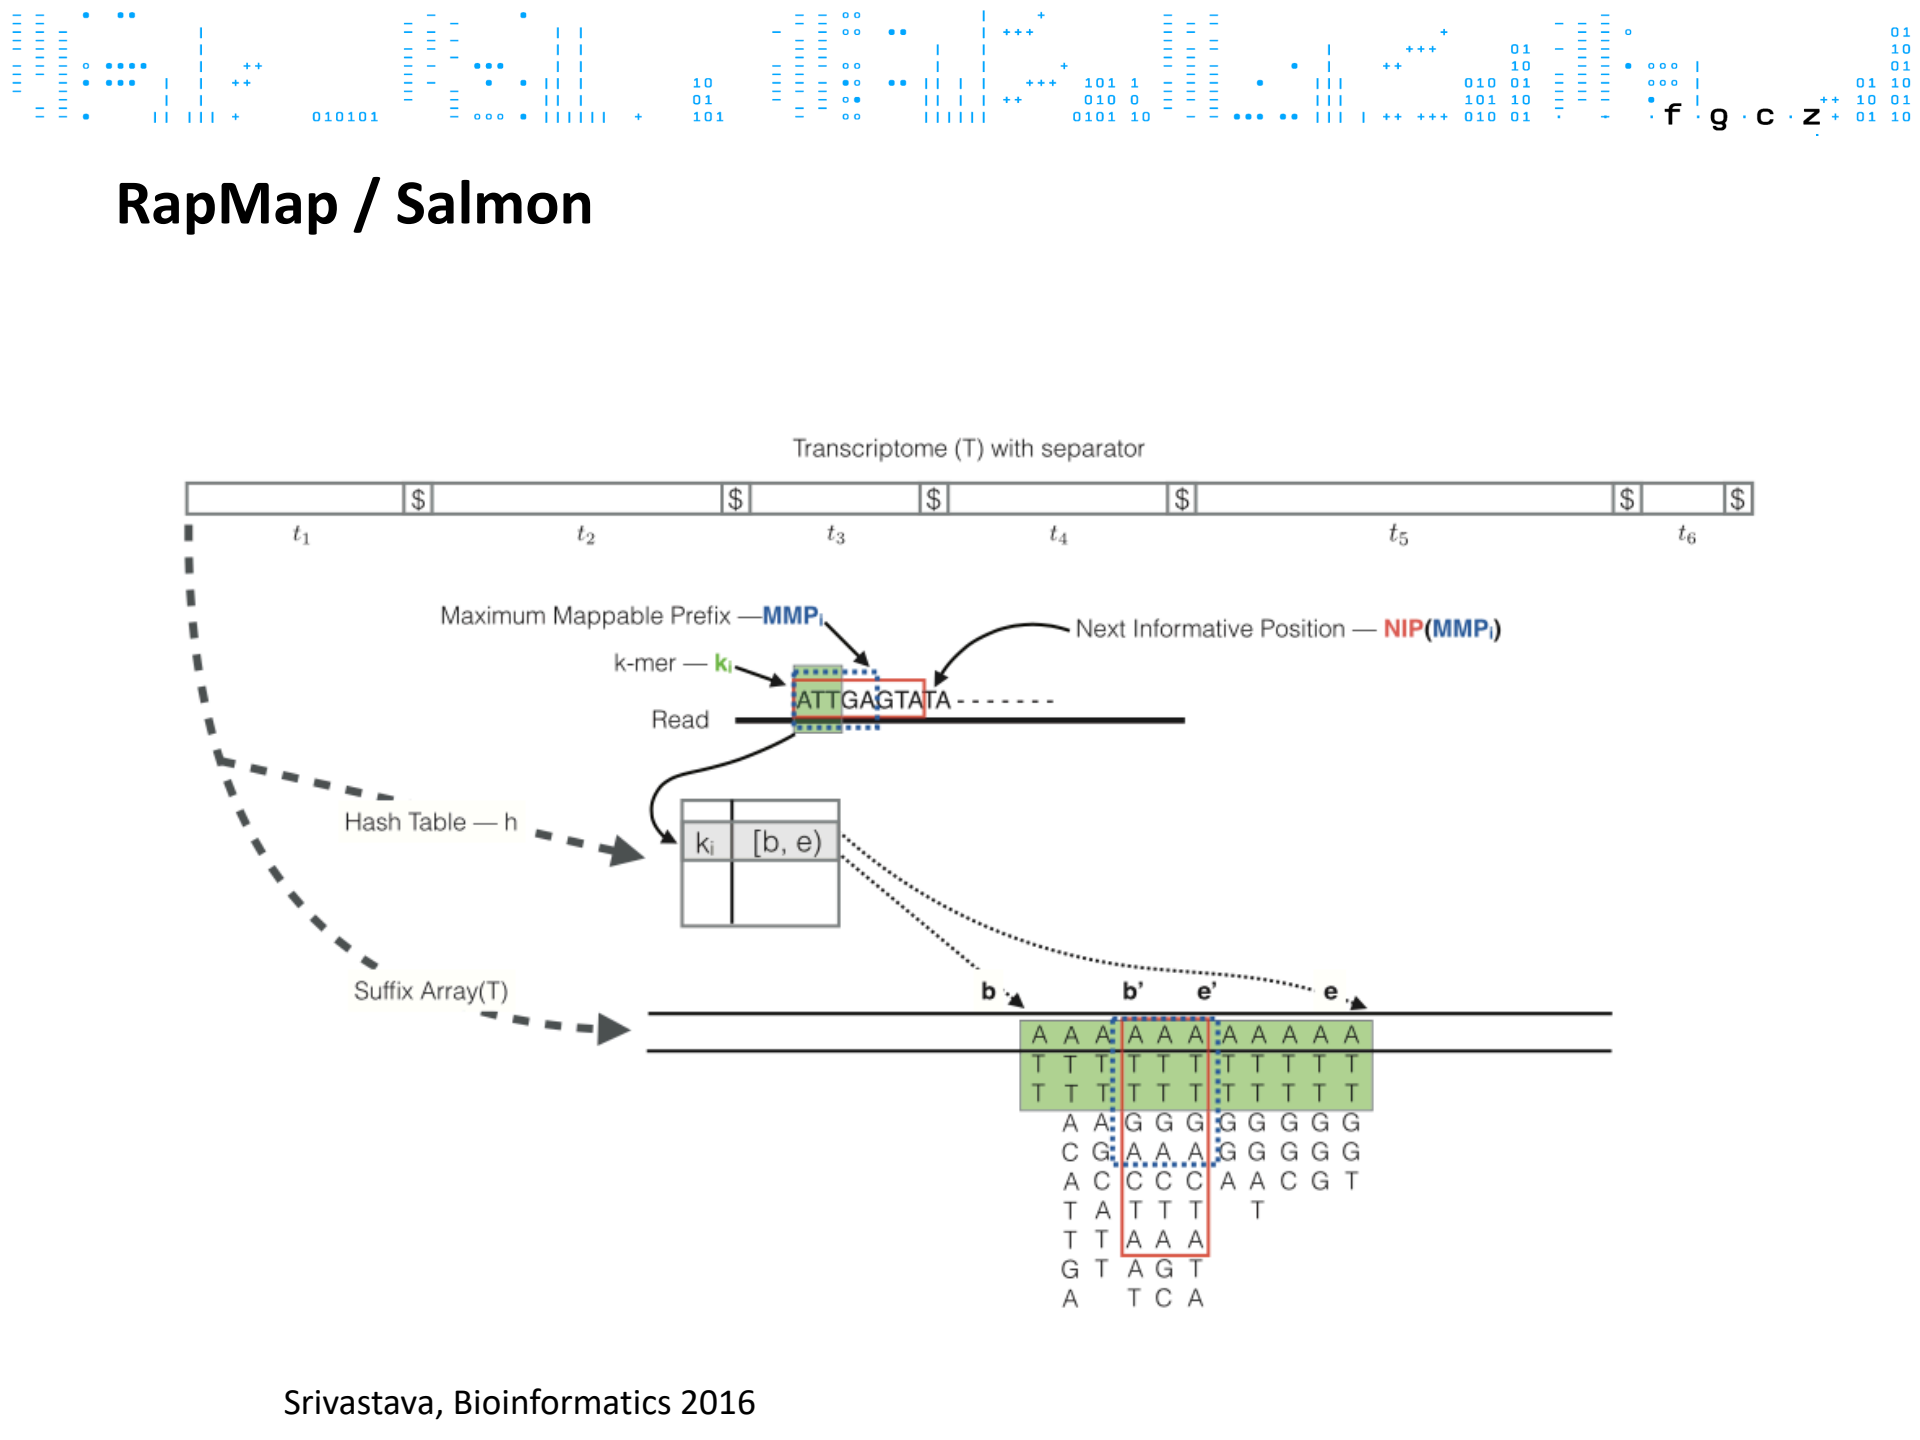 f · g · c · z
RapMap / Salmon
Transcriptome (T) with separator
$ $ $ $ $ $
t1 t2 t3 t4 t5 t6
Maximum Mappable Prefix — MMPi
Next Informative Position — NIP(MMPi)
k-mer — ki
ATTGAGTATA - - - - - - -
Read
Hash Table — h
ki [b, e)
Suffix Array(T)
b b' e' e
A A A A A A A A A A A
T T T T T T T T T T T
T T T T T T T T T T T
A A G G G G G G G G
C G A A A G G G G G
A C C C C A A C G T
T A T T T T
T T A A A
G T A G T
A T C A
Srivastava, Bioinformatics 2016